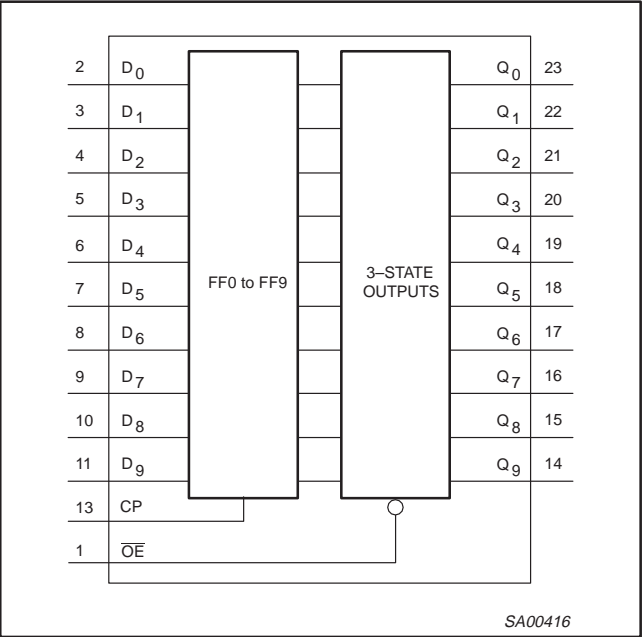 2 D0 Q0 23
3 D1 Q1 22
4 D2 Q2 21
5 D3 Q3 20
6 D4 Q4 19
7 D5 FF0 to FF9 3–STATE OUTPUTS Q5 18
8 D6 Q6 17
9 D7 Q7 16
10 D8 Q8 15
11 D9 Q9 14
13 CP
1 O̅E̅
SA00416